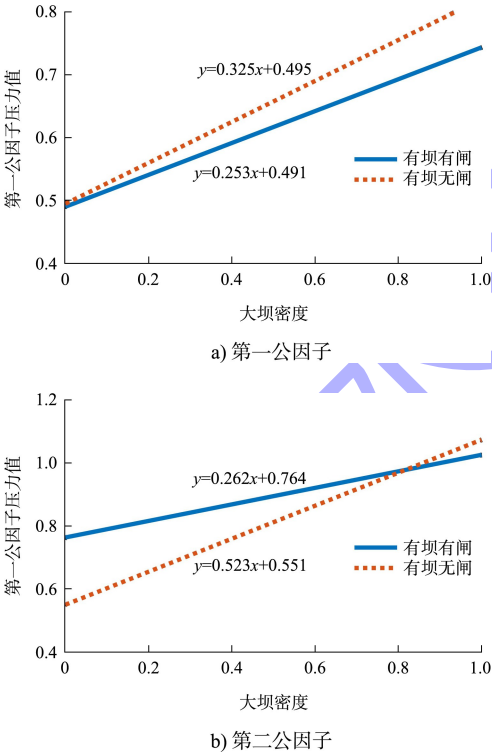 0.8
0.7
0.6
0.5
0.4
第一公因子压力值
y=0.325x+0.495
y=0.253x+0.491
有坝有闸
有坝无闸
0 0.2 0.4 0.6 0.8 1.0
大坝密度
a) 第一公因子
1.2
1.0
0.8
0.6
0.4
第一公因子压力值
y=0.262x+0.764
y=0.523x+0.551
有坝有闸
有坝无闸
0 0.2 0.4 0.6 0.8 1.0
大坝密度
b) 第二公因子